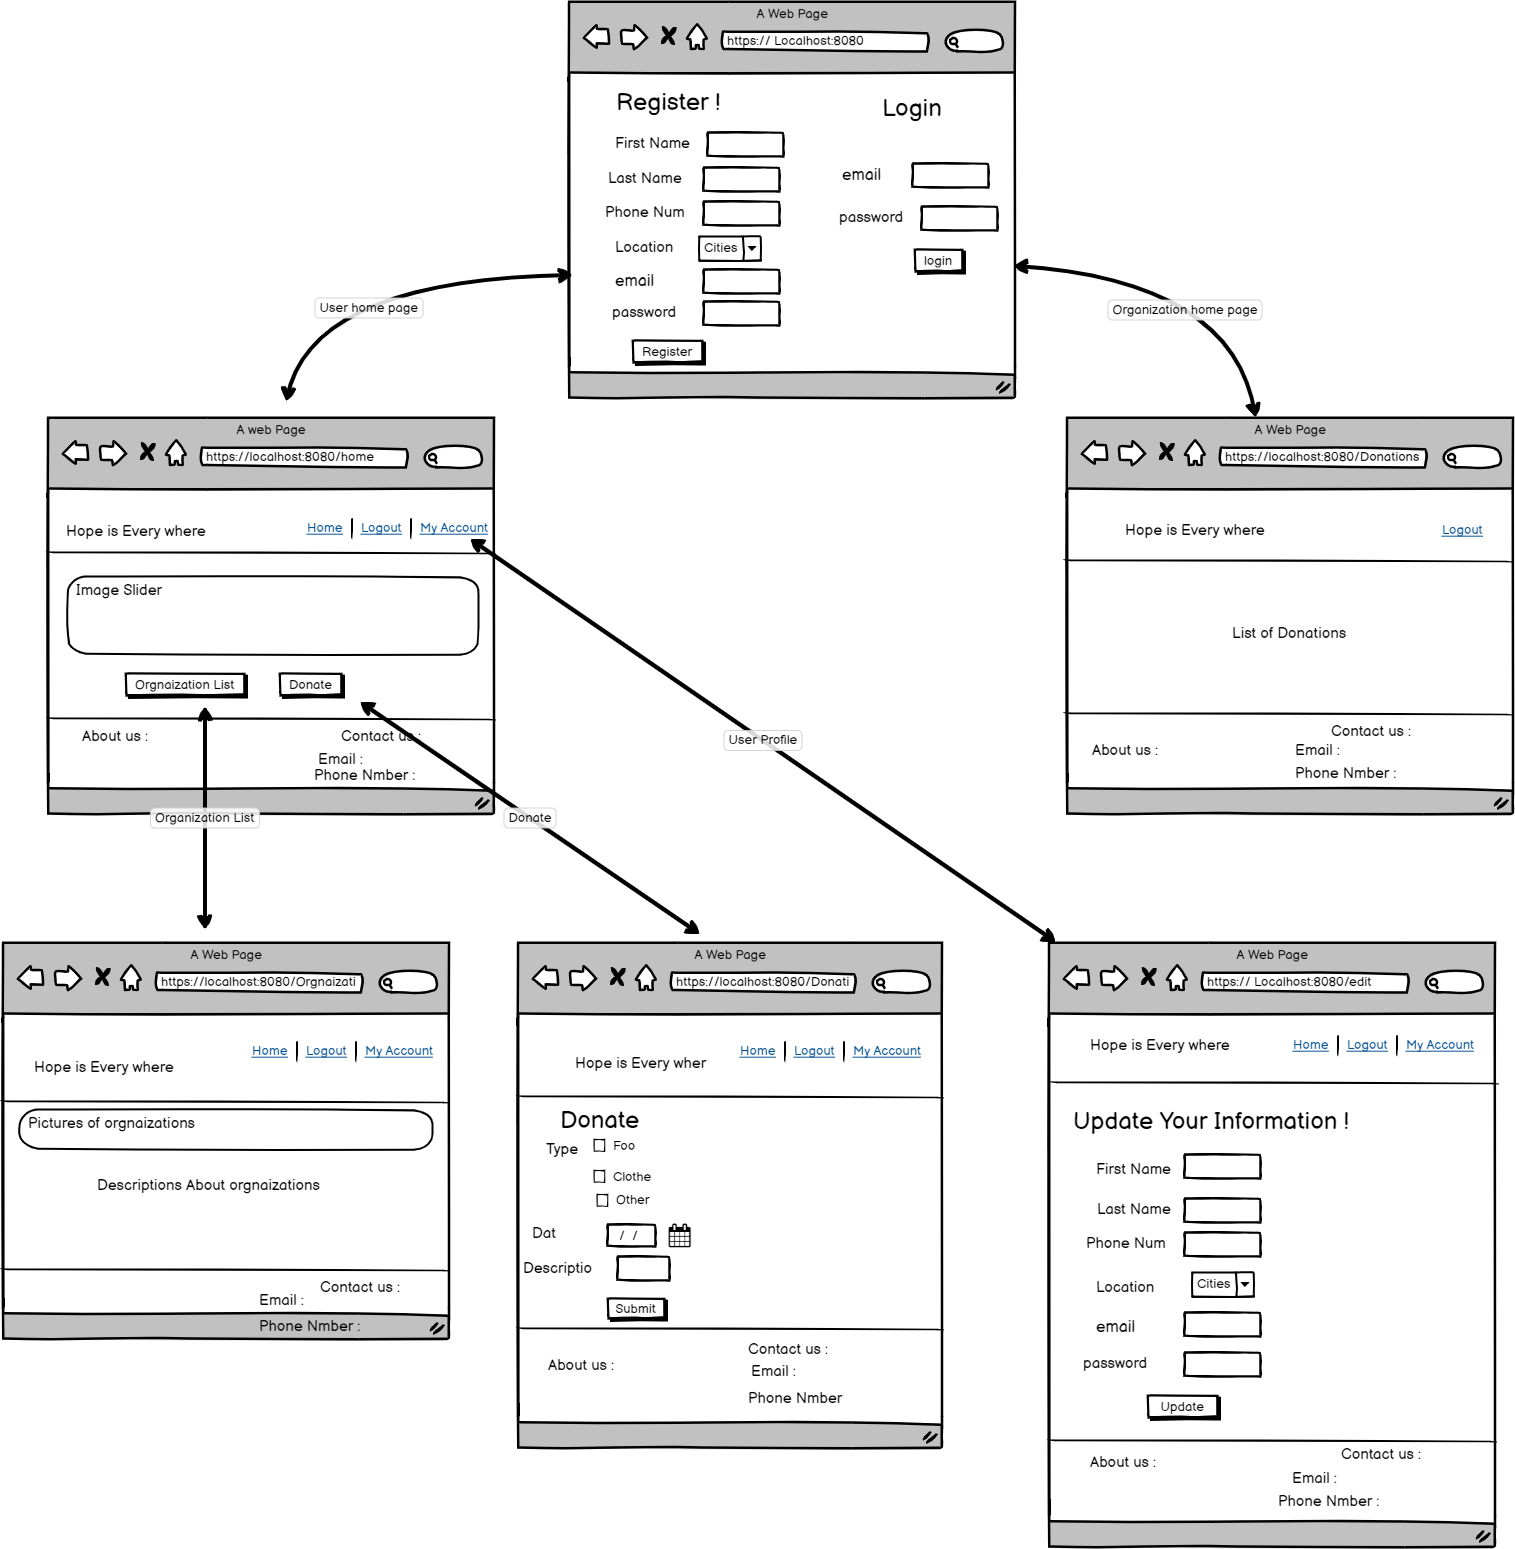 A Web Page
https:// Localhost:8080
Register !
Login
First Name
Last Name
Phone Num
Location
Cities
email
password
Register
email
password
login
User home page
Organization home page
A web Page
https://localhost:8080/home
Hope is Every where
Home
Logout
My Account
Image Slider
Orgnaization List
Donate
About us :
Contact us :
Email :
Phone Nmber :
A Web Page
https://localhost:8080/Donations
Hope is Every where
Logout
List of Donations
About us :
Contact us :
Email :
Phone Nmber :
User Profile
Organization List
Donate
A Web Page
https://localhost:8080/Orgnaizati
Hope is Every where
Home
Logout
My Account
Pictures of orgnaizations
Descriptions About orgnaizations
Contact us :
Email :
Phone Nmber :
A Web Page
https://localhost:8080/Donati
Hope is Every wher
Home
Logout
My Account
Donate
Type
Foo
Clothe
Other
Dat
/ /
Descriptio
Submit
About us :
Contact us :
Email :
Phone Nmber
A Web Page
https:// Localhost:8080/edit
Hope is Every where
Home
Logout
My Account
Update Your Information !
First Name
Last Name
Phone Num
Location
Cities
email
password
Update
About us :
Contact us :
Email :
Phone Nmber :